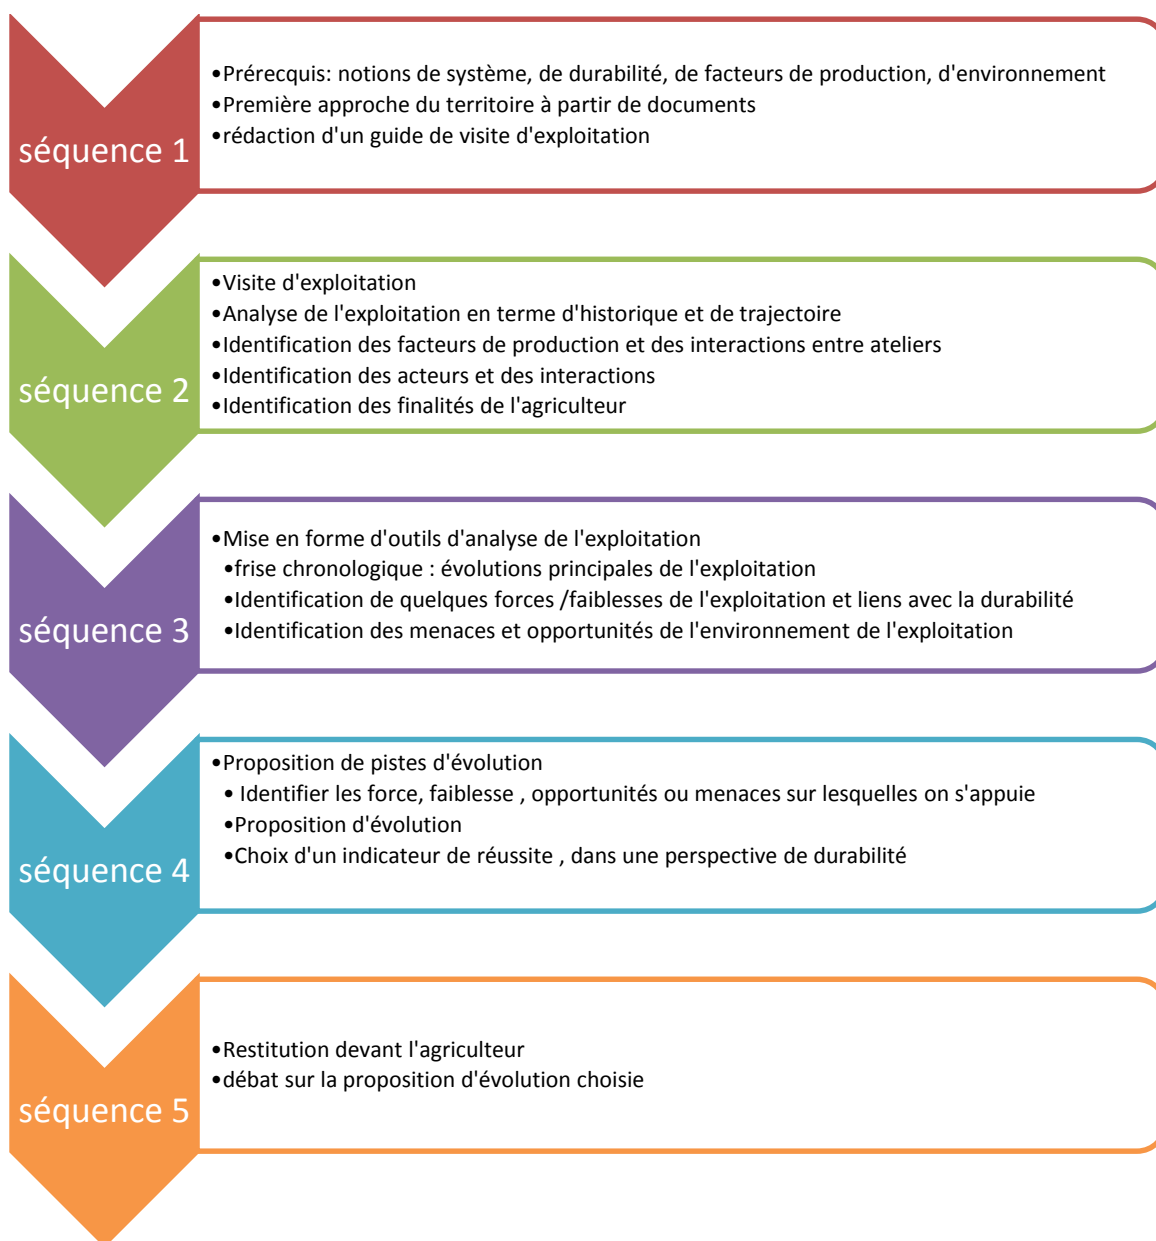 séquence 1
•Prérecquis: notions de système, de durabilité, de facteurs de production, d'environnement
•Première approche du territoire à partir de documents
•rédaction d'un guide de visite d'exploitation
séquence 2
•Visite d'exploitation
•Analyse de l'exploitation en terme d'historique et de trajectoire
•Identification des facteurs de production et des interactions entre ateliers
•Identification des acteurs et des interactions
•Identification des finalités de l'agriculteur
séquence 3
•Mise en forme d'outils d'analyse de l'exploitation
•frise chronologique : évolutions principales de l'exploitation
•Identification de quelques forces /faiblesses de l'exploitation et liens avec la durabilité
•Identification des menaces et opportunités de l'environnement de l'exploitation
séquence 4
•Proposition de pistes d'évolution
• Identifier les force, faiblesse , opportunités ou menaces sur lesquelles on s'appuie
•Proposition d'évolution
•Choix d'un indicateur de réussite , dans une perspective de durabilité
séquence 5
•Restitution devant l'agriculteur
•débat sur la proposition d'évolution choisie